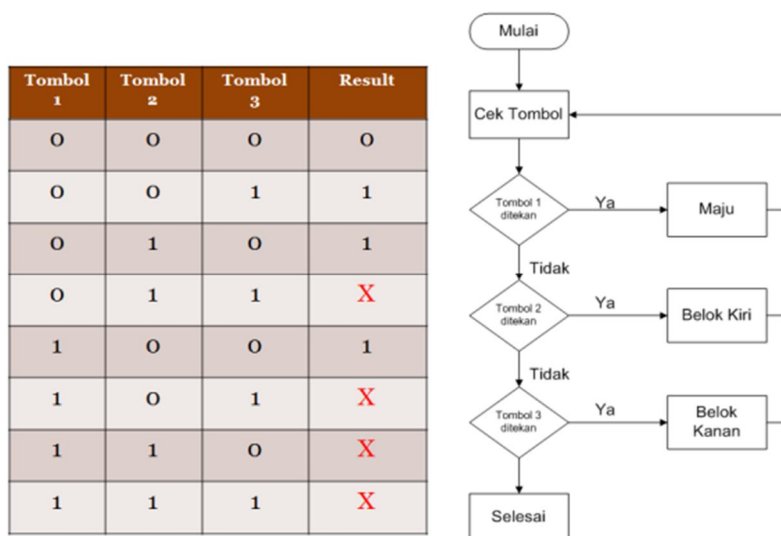 Tombol 1 Tombol 2 Tombol 3 Result
0 0 0 0
0 0 1 1
0 1 0 1
0 1 1 X
1 0 0 1
1 0 1 X
1 1 0 X
1 1 1 X
Mulai
Cek Tombol
Tombol 1
ditekan
Ya
Maju
Tidak
Tombol 2
ditekan
Ya
Belok Kiri
Tidak
Tombol 3
ditekan
Ya
Belok
Kanan
Selesai